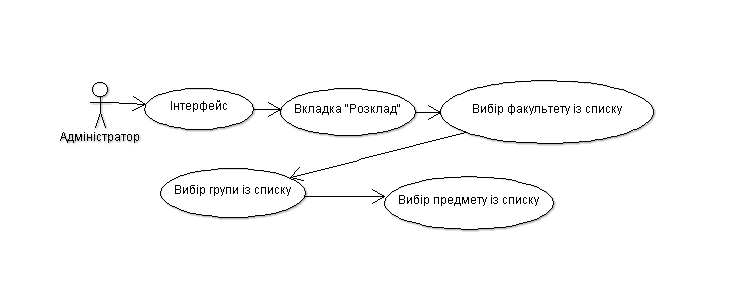 Адміністратор
Інтерфейс
Вкладка "Розклад"
Вибір факультету із списку
Вибір групи із списку
Вибір предмету із списку